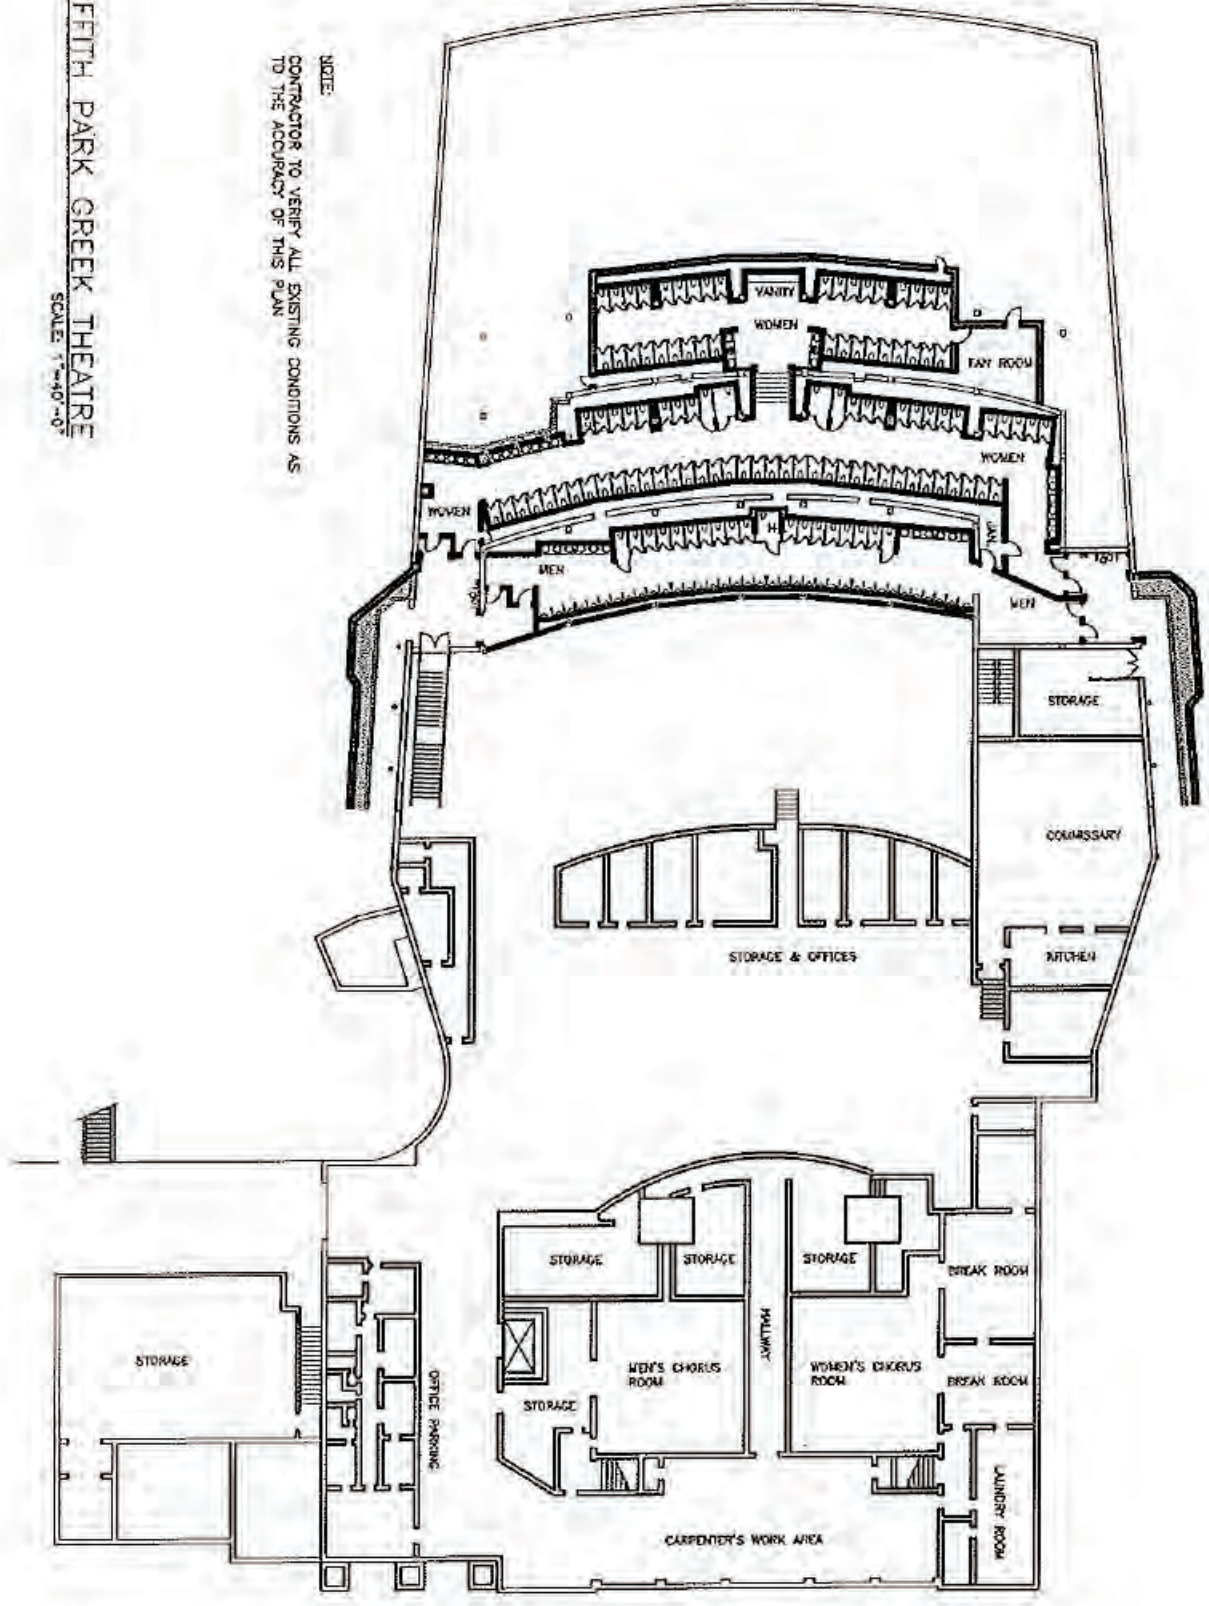 FFITH PARK GREEK THEATRE
SCALE: 1"=40'-0"
NOTE:
CONTRACTOR TO VERIFY ALL EXISTING CONDITIONS AS
TO THE ACCURACY OF THIS PLAN
VANITY
WOMEN
FAN ROOM
WOMEN
WOMEN
H
JAN.
MEN
MEN
STORAGE
COMMISSARY
STORAGE & OFFICES
KITCHEN
STORAGE
STORAGE
STORAGE
BREAK ROOM
HALLWAY
STORAGE
MEN'S CHORUS
ROOM
WOMEN'S CHORUS
ROOM
BREAK ROOM
OFFICE PARKING
STORAGE
LAUNDRY ROOM
CARPENTER'S WORK AREA